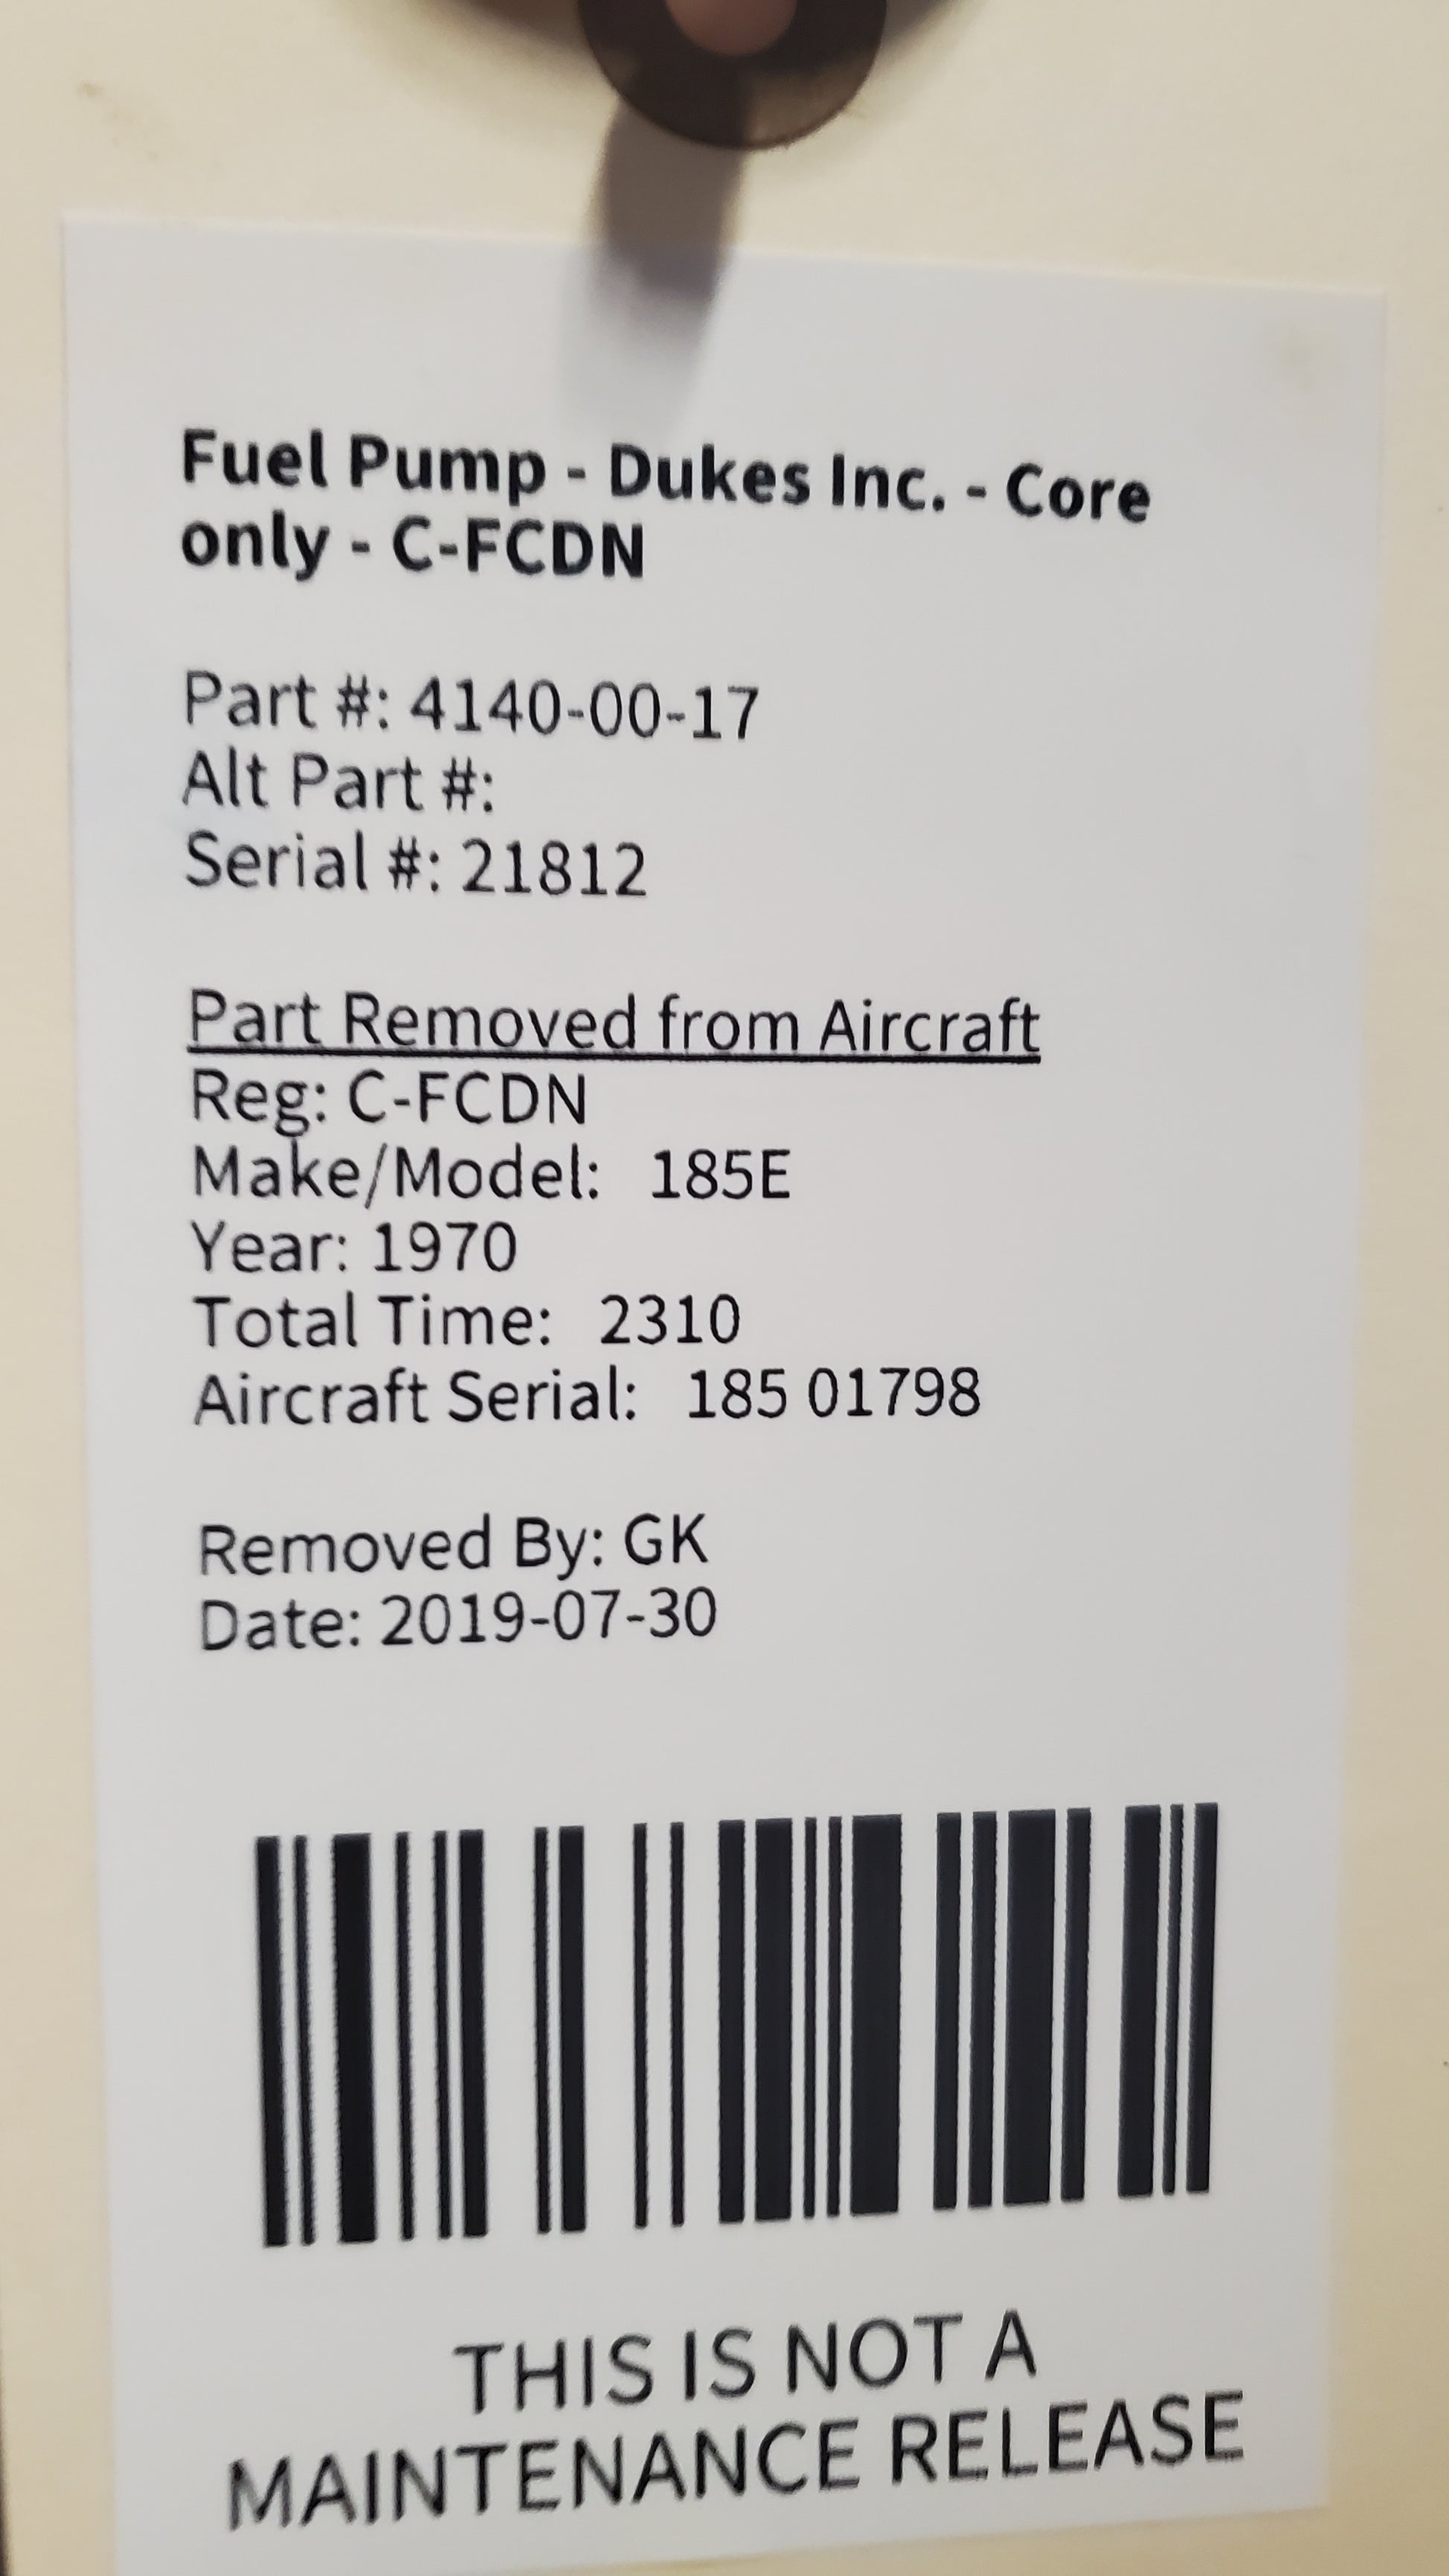 Fuel Pump - Dukes Inc. - Core
only - C-FCDN
Part #: 4140-00-17
Alt Part #:
Serial #: 21812
Part Removed from Aircraft
Reg: C-FCDN
Make/Model: 185E
Year: 1970
Total Time: 2310
Aircraft Serial: 185 01798
Removed By: GK
Date: 2019-07-30
THIS IS NOT A
MAINTENANCE RELEASE